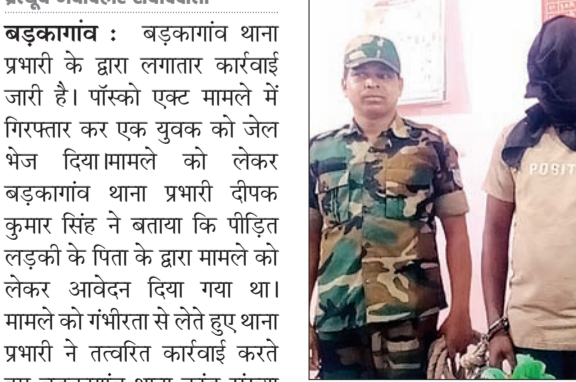 बड़कागांव : बड़कागांव थाना
प्रभारी के द्वारा लगातार कार्रवाई
जारी है। पॉस्को एक्ट मामले में
गिरफ्तार कर एक युवक को जेल
भेज दिया।मामले को लेकर
बड़कागांव थाना प्रभारी दीपक
कुमार सिंह ने बताया कि पीड़ित
लड़की के पिता के द्वारा मामले को
लेकर आवेदन दिया गया था।
मामले को गंभीरता से लेते हुए थाना
प्रभारी ने तत्वरित कार्रवाई करते
POSIT